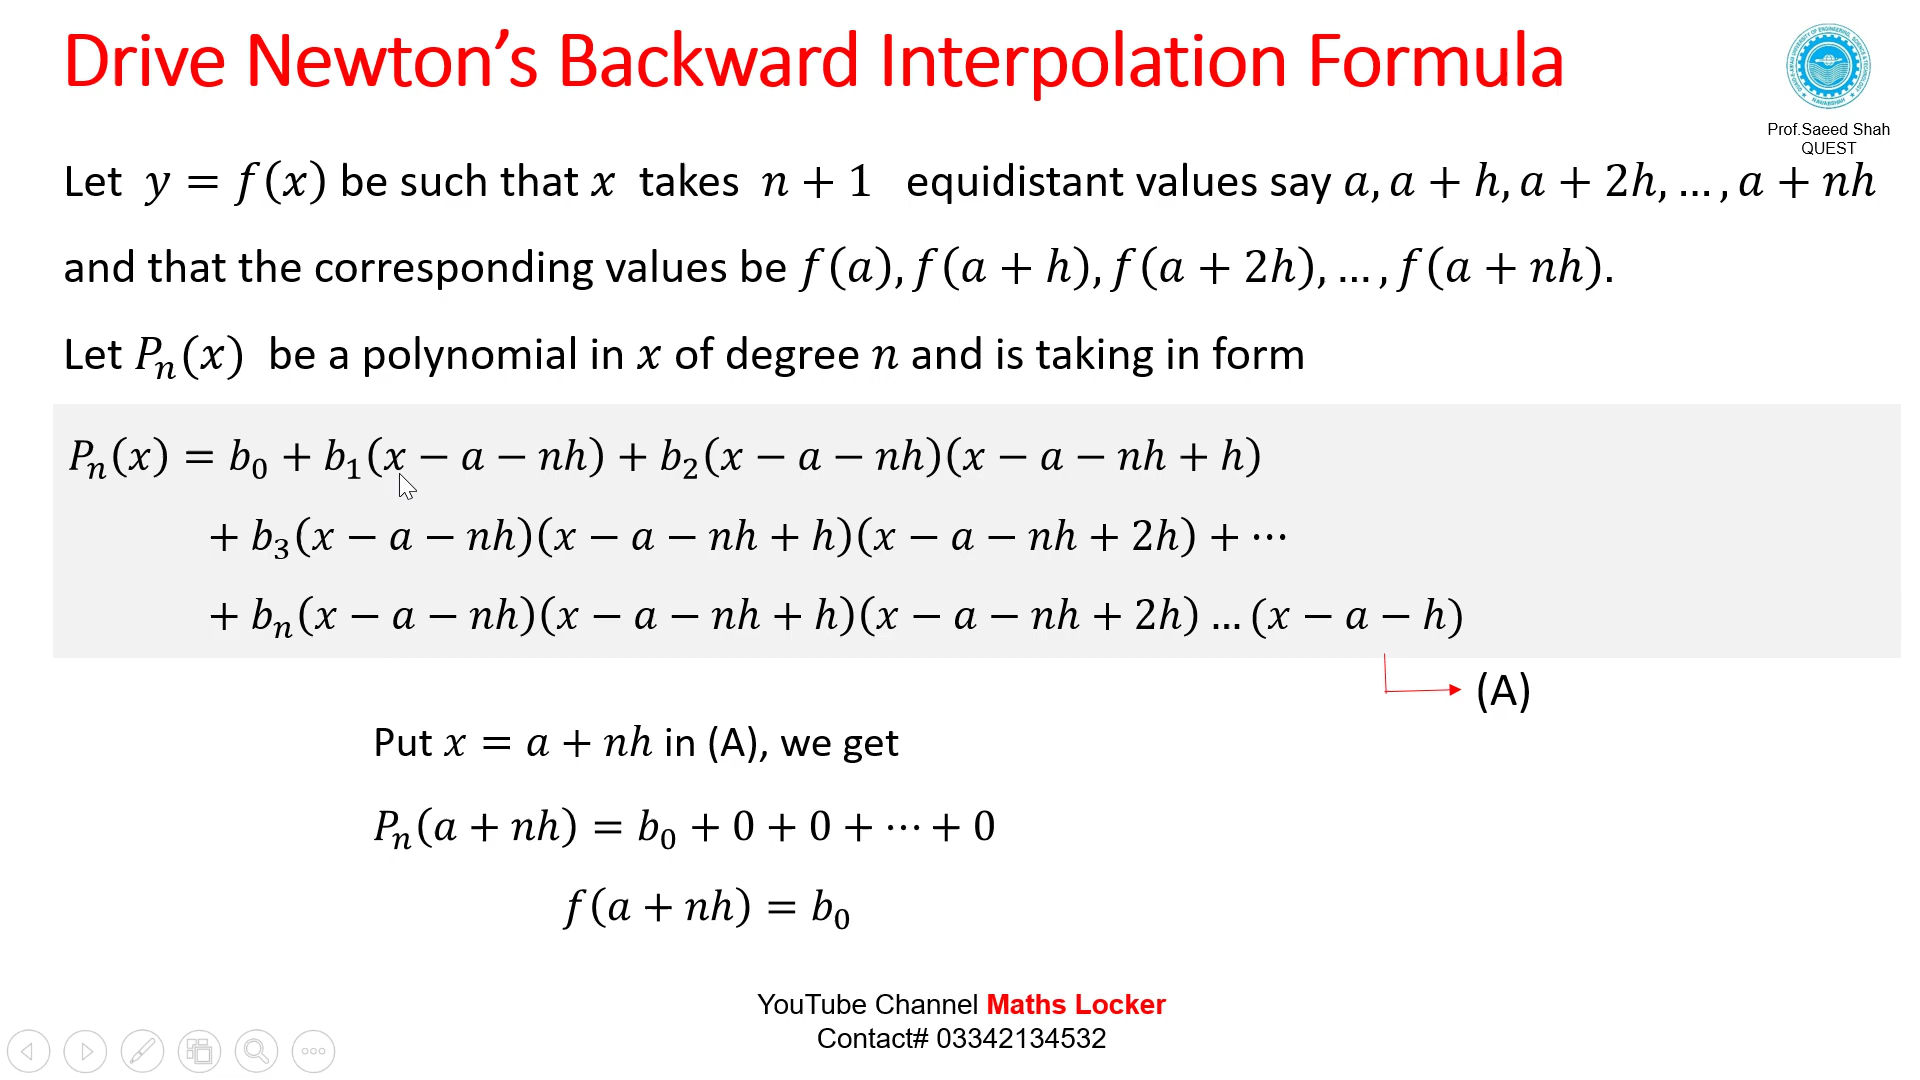 Drive Newton's Backward Interpolation Formula
Prof.Saeed Shah
QUEST
Let y = f(x) be such that x takes n + 1 equidistant values say a, a + h, a + 2h, … , a + nh
and that the corresponding values be f(a), f(a + h), f(a + 2h), … , f(a + nh).
Let Pₙ(x) be a polynomial in x of degree n and is taking in form
Pₙ(x) = b₀ + b₁(x − a − nh) + b₂(x − a − nh)(x − a − nh + h)
+ b₃(x − a − nh)(x − a − nh + h)(x − a − nh + 2h) + ⋯
+ bₙ(x − a − nh)(x − a − nh + h)(x − a − nh + 2h) … (x − a − h)
(A)
Put x = a + nh in (A), we get
Pₙ(a + nh) = b₀ + 0 + 0 + ⋯ + 0
f(a + nh) = b₀
YouTube Channel Maths Locker
Contact# 03342134532